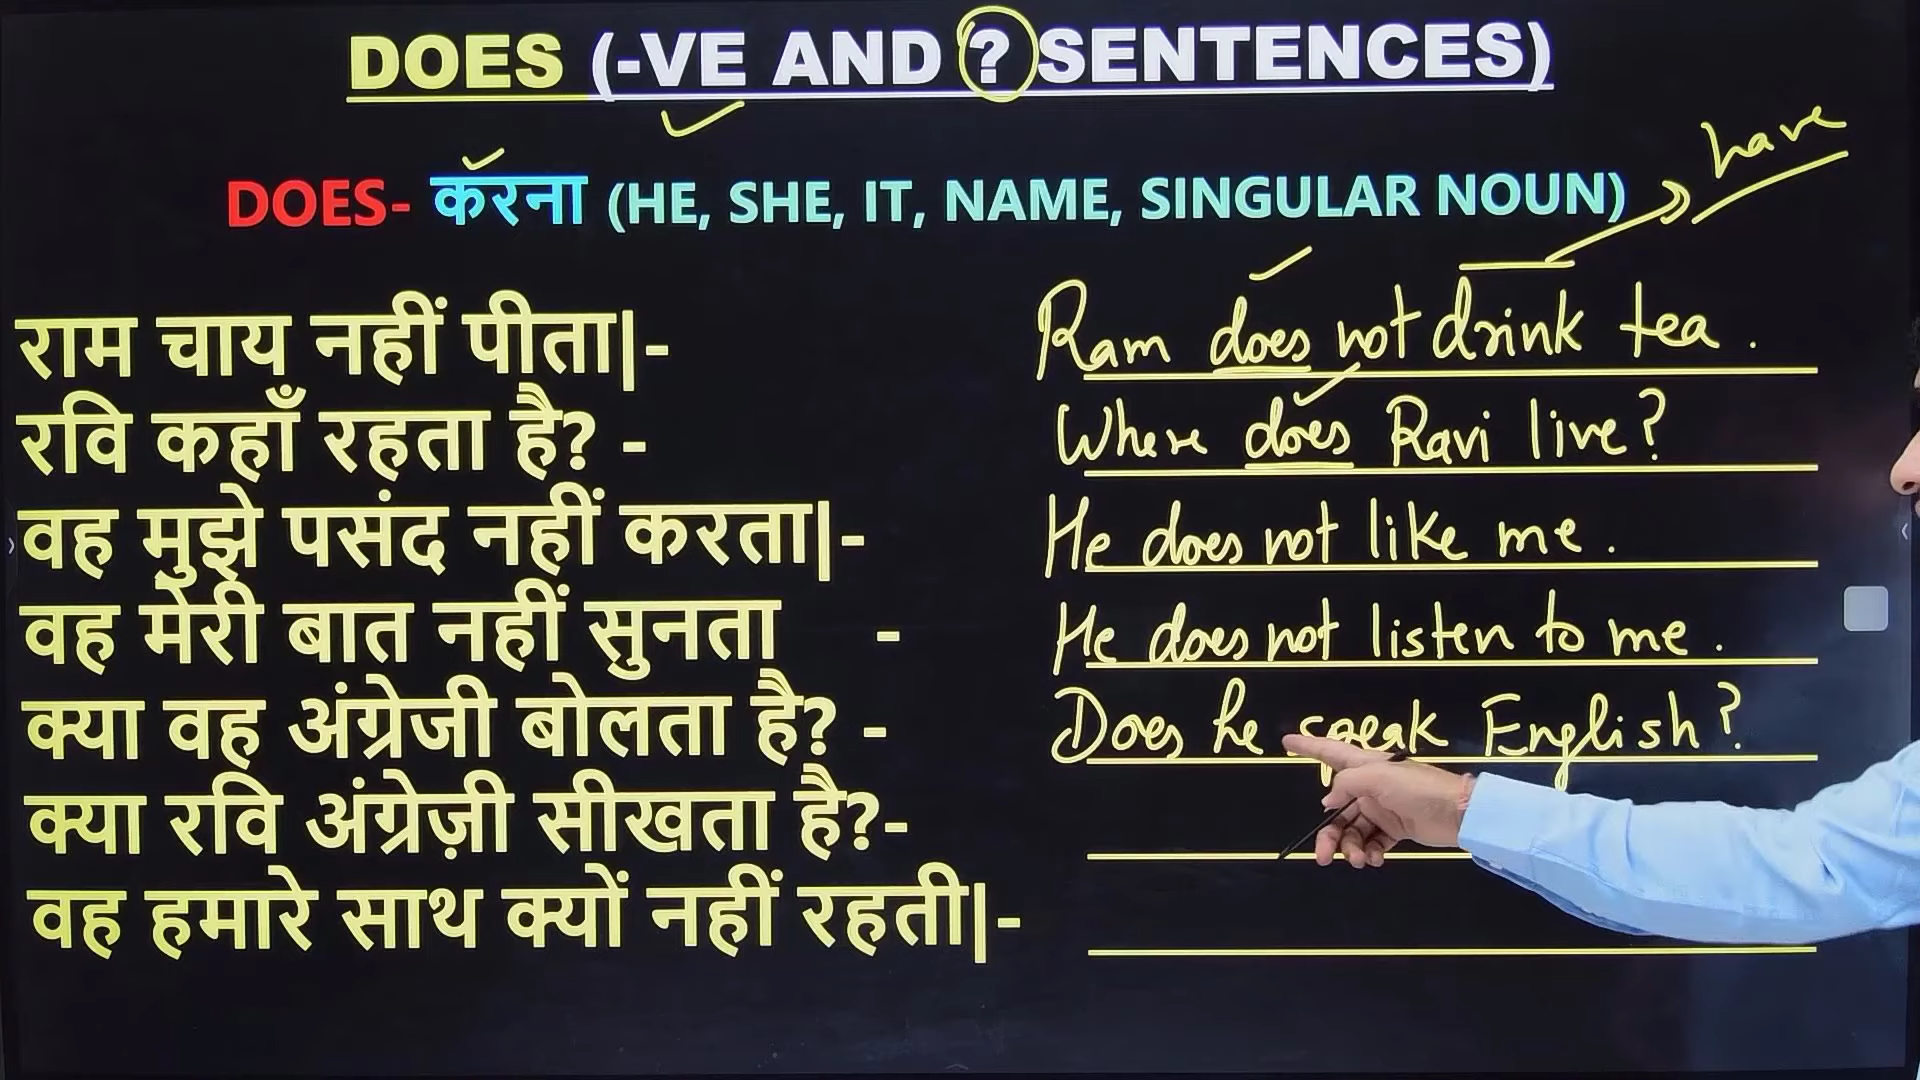 DOES (-VE AND ? SENTENCES)
have
DOES- करना (HE, SHE, IT, NAME, SINGULAR NOUN)
राम चाय नहीं पीता|- Ram does not drink tea.
रवि कहाँ रहता है? - Where does Ravi live?
वह मुझे पसंद नहीं करता|- He does not like me.
वह मेरी बात नहीं सुनता - He does not listen to me.
क्या वह अंग्रेजी बोलता है? - Does he speak English?
क्या रवि अंग्रेज़ी सीखता है?-
वह हमारे साथ क्यों नहीं रहती|-